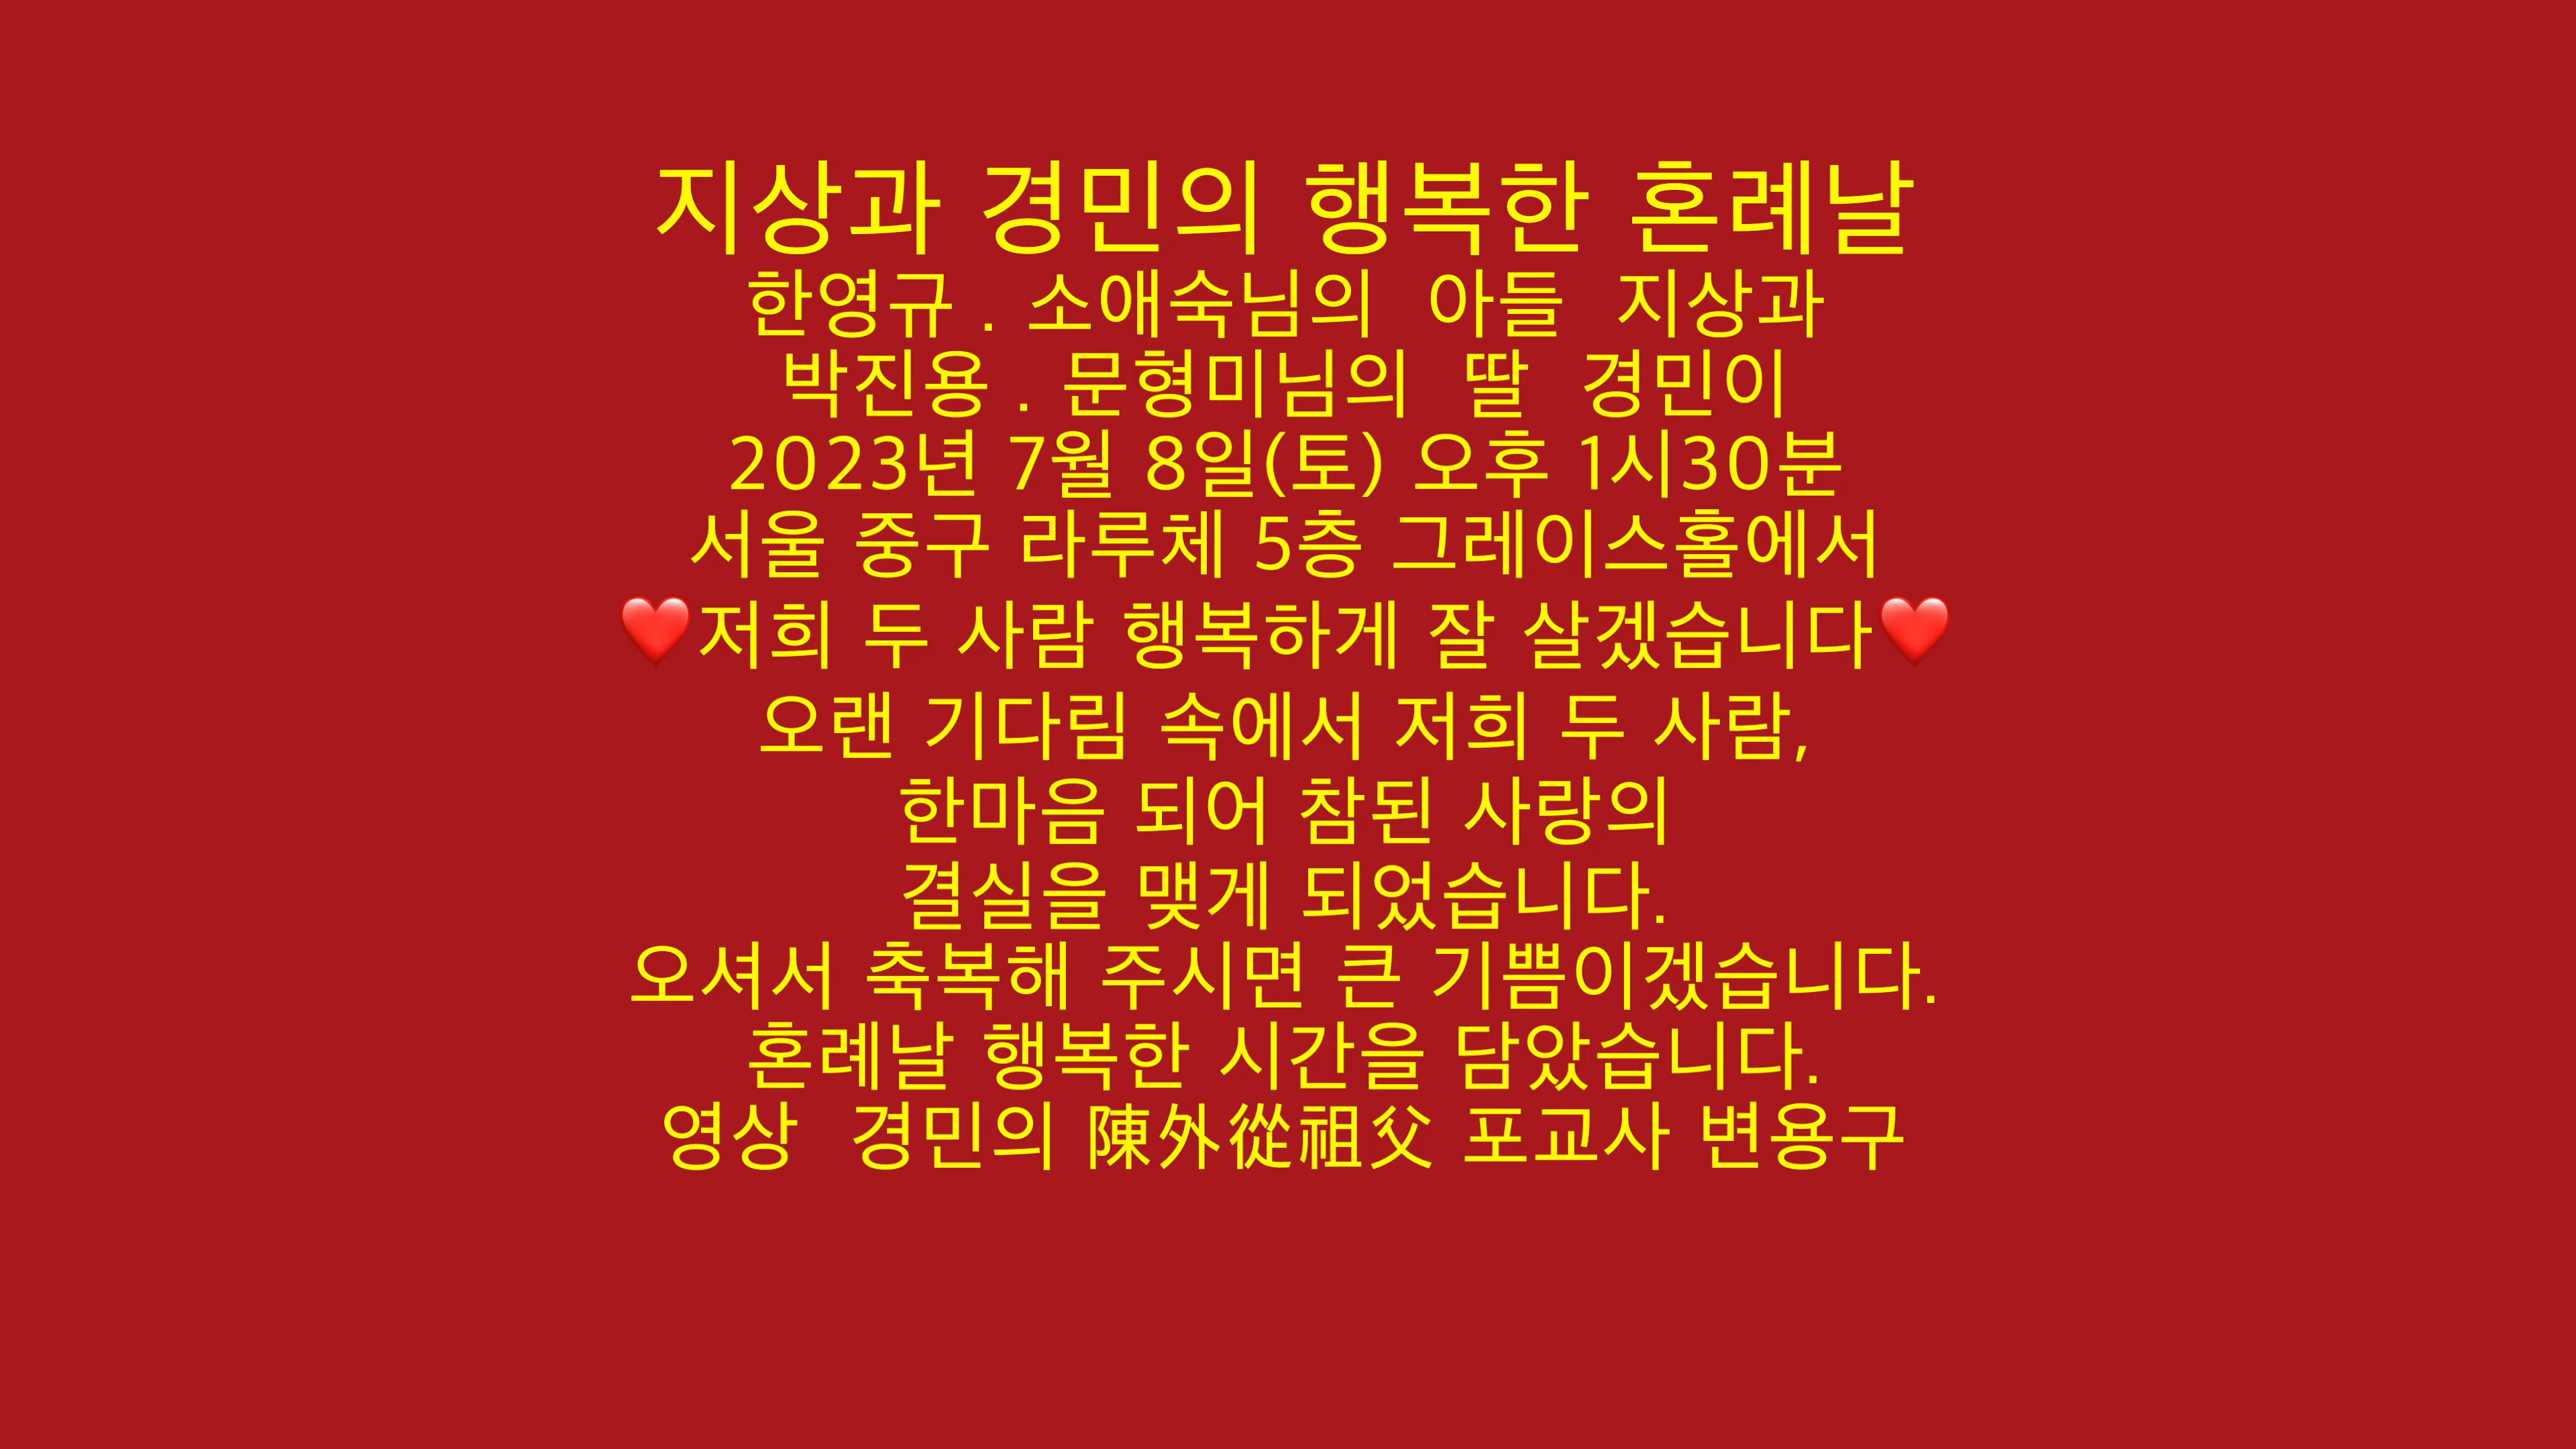 지상과 경민의 행복한 혼례날
한영규 . 소애숙님의 아들 지상과
박진용 . 문형미님의 딸 경민이
2023년 7월 8일(토) 오후 1시30분
서울 중구 라루체 5층 그레이스홀에서
❤️저희 두 사람 행복하게 잘 살겠습니다❤️
오랜 기다림 속에서 저희 두 사람,
한마음 되어 참된 사랑의
결실을 맺게 되었습니다.
오셔서 축복해 주시면 큰 기쁨이겠습니다.
혼례날 행복한 시간을 담았습니다.
영상 경민의 陳外從祖父 포교사 변용구